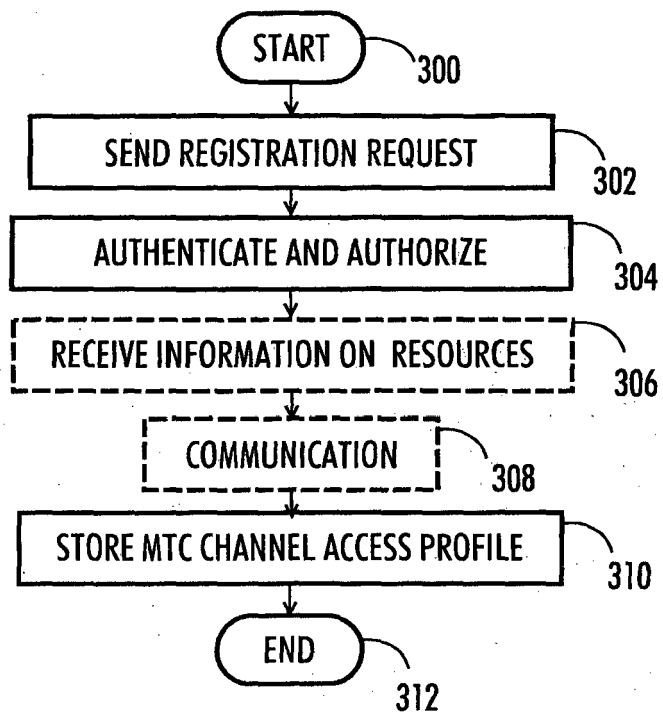 START
300
SEND REGISTRATION REQUEST
302
AUTHENTICATE AND AUTHORIZE
304
RECEIVE INFORMATION ON RESOURCES
306
COMMUNICATION
308
STORE MTC CHANNEL ACCESS PROFILE
310
END
312